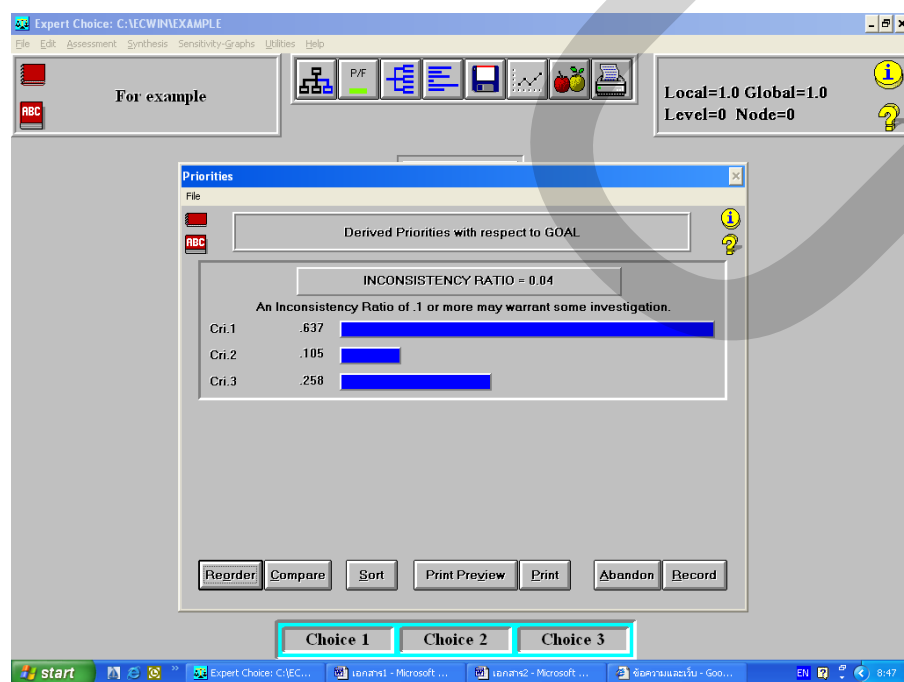 Expert Choice: C:\ECWIN\EXAMPLE
File Edit Assessment Synthesis Sensitivity-Graphs Utilities Help
For example
ABC
P/F
Local=1.0 Global=1.0
Level=0 Node=0
Priorities
File
ABC
Derived Priorities with respect to GOAL
INCONSISTENCY RATIO = 0.04
An Inconsistency Ratio of .1 or more may warrant some investigation.
Cri.1 .637
Cri.2 .105
Cri.3 .258
Reorder Compare Sort Print Preview Print Abandon Record
Choice 1 Choice 2 Choice 3
start Expert Choice: C:\EC... เอกสาร1 - Microsoft ... เอกสาร2 - Microsoft ... ข้อความและเว็บ - Goo... EN 8:47